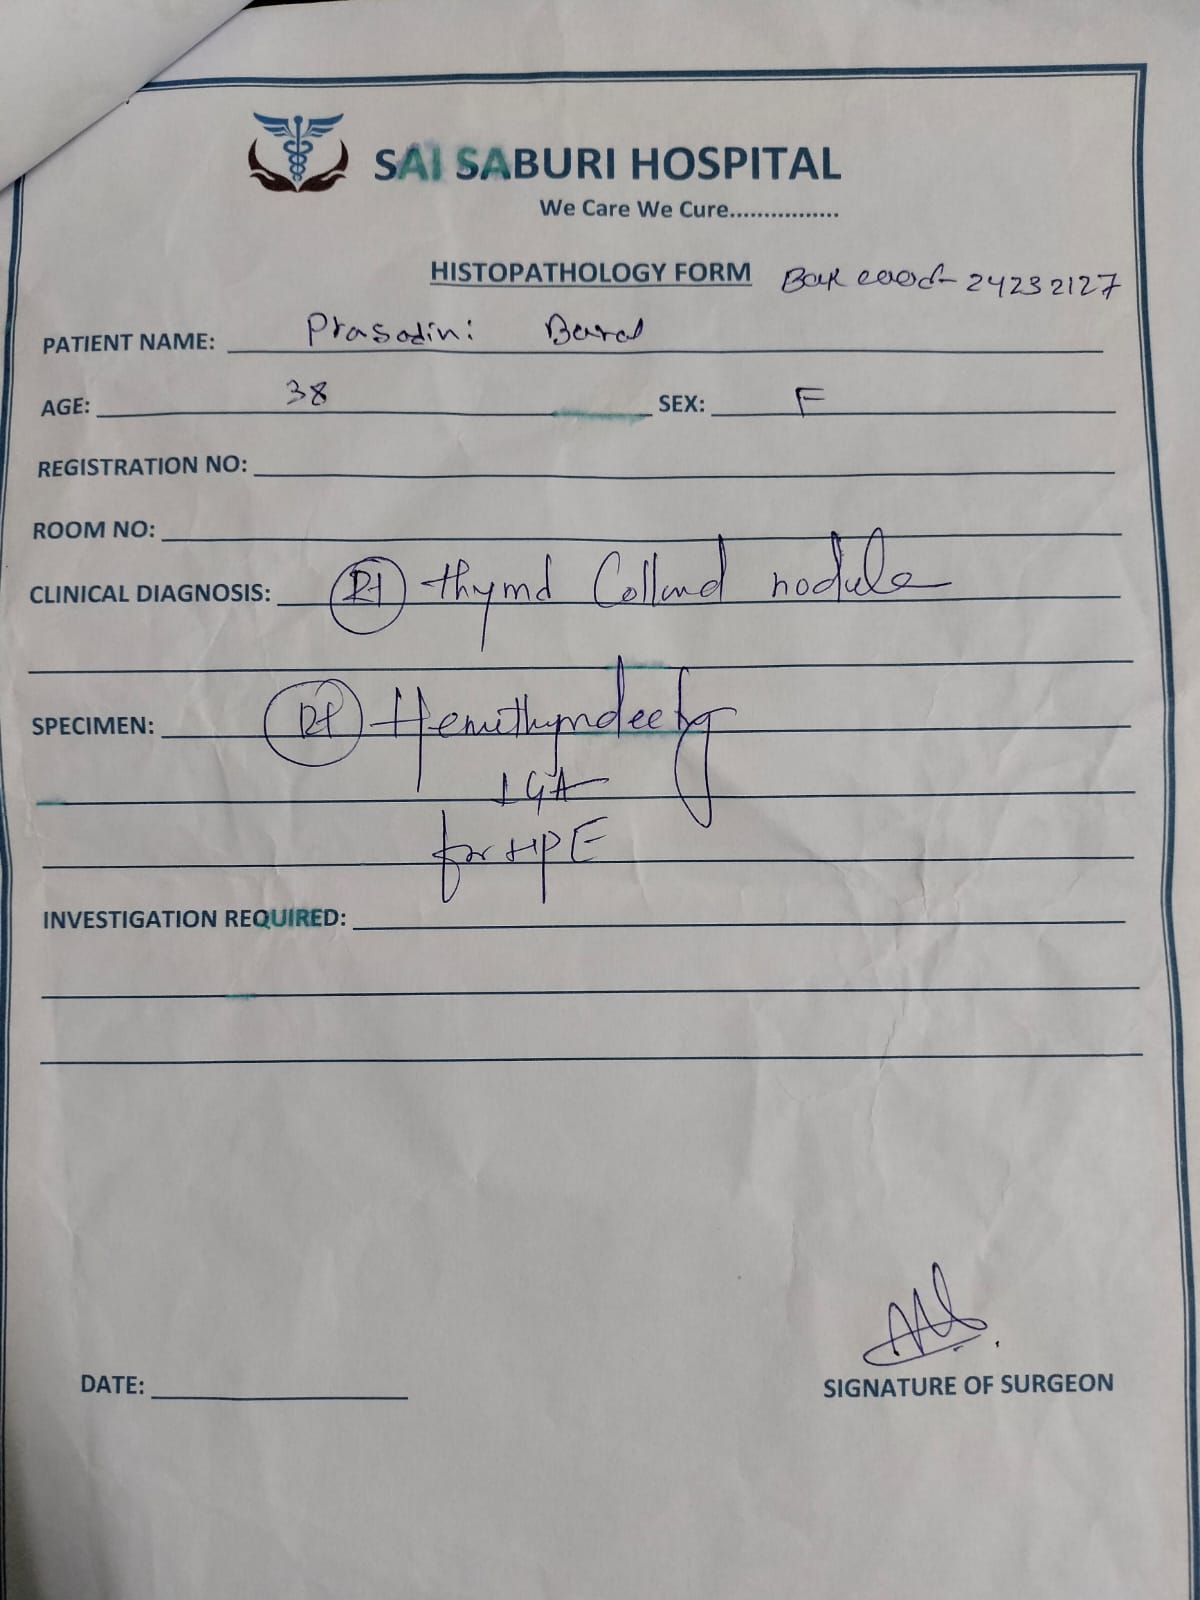 SAI SABURI HOSPITAL
We Care We Cure.................
HISTOPATHOLOGY FORM Bar cood- 24232127
PATIENT NAME: Prasadini Baral
AGE: 38 SEX: F
REGISTRATION NO:
ROOM NO:
CLINICAL DIAGNOSIS: Rt thyroid Colloid nodule
SPECIMEN: Rt Hemithyroidectomy
for HPE
INVESTIGATION REQUIRED:
DATE:
SIGNATURE OF SURGEON